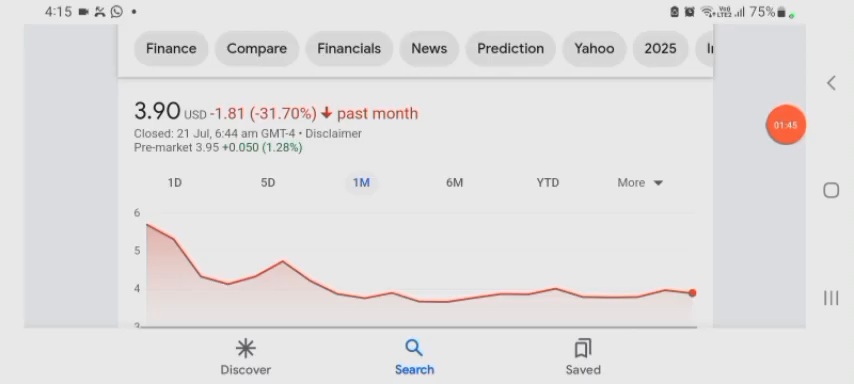 4:15
75%
Finance Compare Financials News Prediction Yahoo 2025
3.90 USD -1.81 (-31.70%) past month
Closed: 21 Jul, 6:44 am GMT-4 • Disclaimer
Pre-market 3.95 +0.050 (1.28%)
01:45
1D 5D 1M 6M YTD More
6
5
4
3
Discover Search Saved